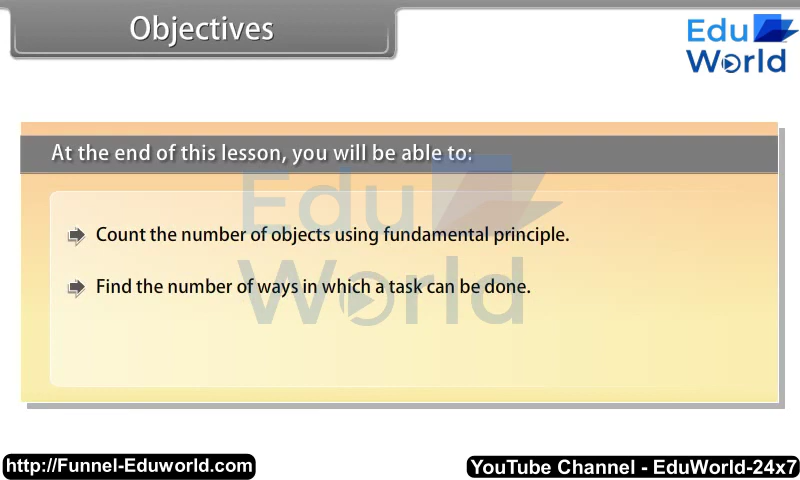 Objectives
Edu
World
At the end of this lesson, you will be able to:
Edu
Count the number of objects using fundamental principle.
World
Find the number of ways in which a task can be done.
http://Funnel-Eduworld.com
YouTube Channel - EduWorld-24x7